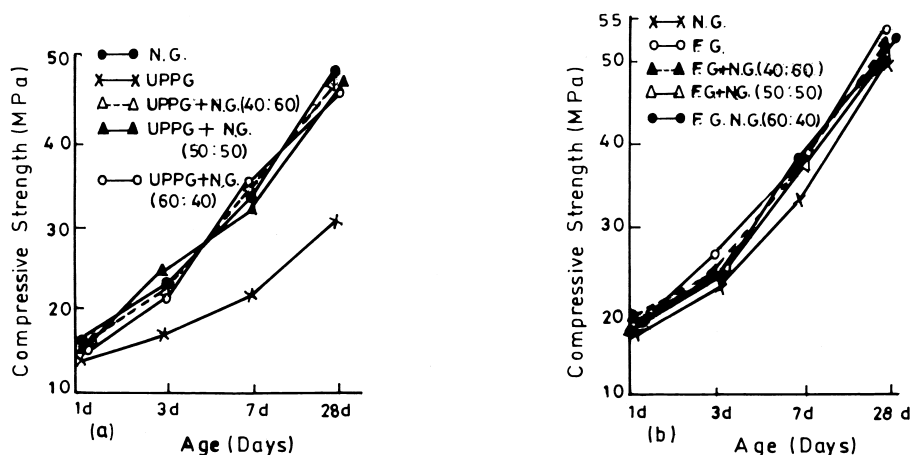 50
40
30
20
10
Compressive Strength (MPa)
N.G.
UPPG
UPPG+N.G.(40:60)
UPPG + N.G.
(50:50)
UPPG+N.G.
(60:40)
1d 3d 7d 28d
(a)
Age (Days)
55
50
40
30
20
10
Compressive Strength (MPa)
N.G.
F.G.
F.G+N.G.(40:60)
F.G+N.G.(50:50)
F.G.N.G.(60:40)
1d 3d 7d 28 d
(b)
Age (Days)